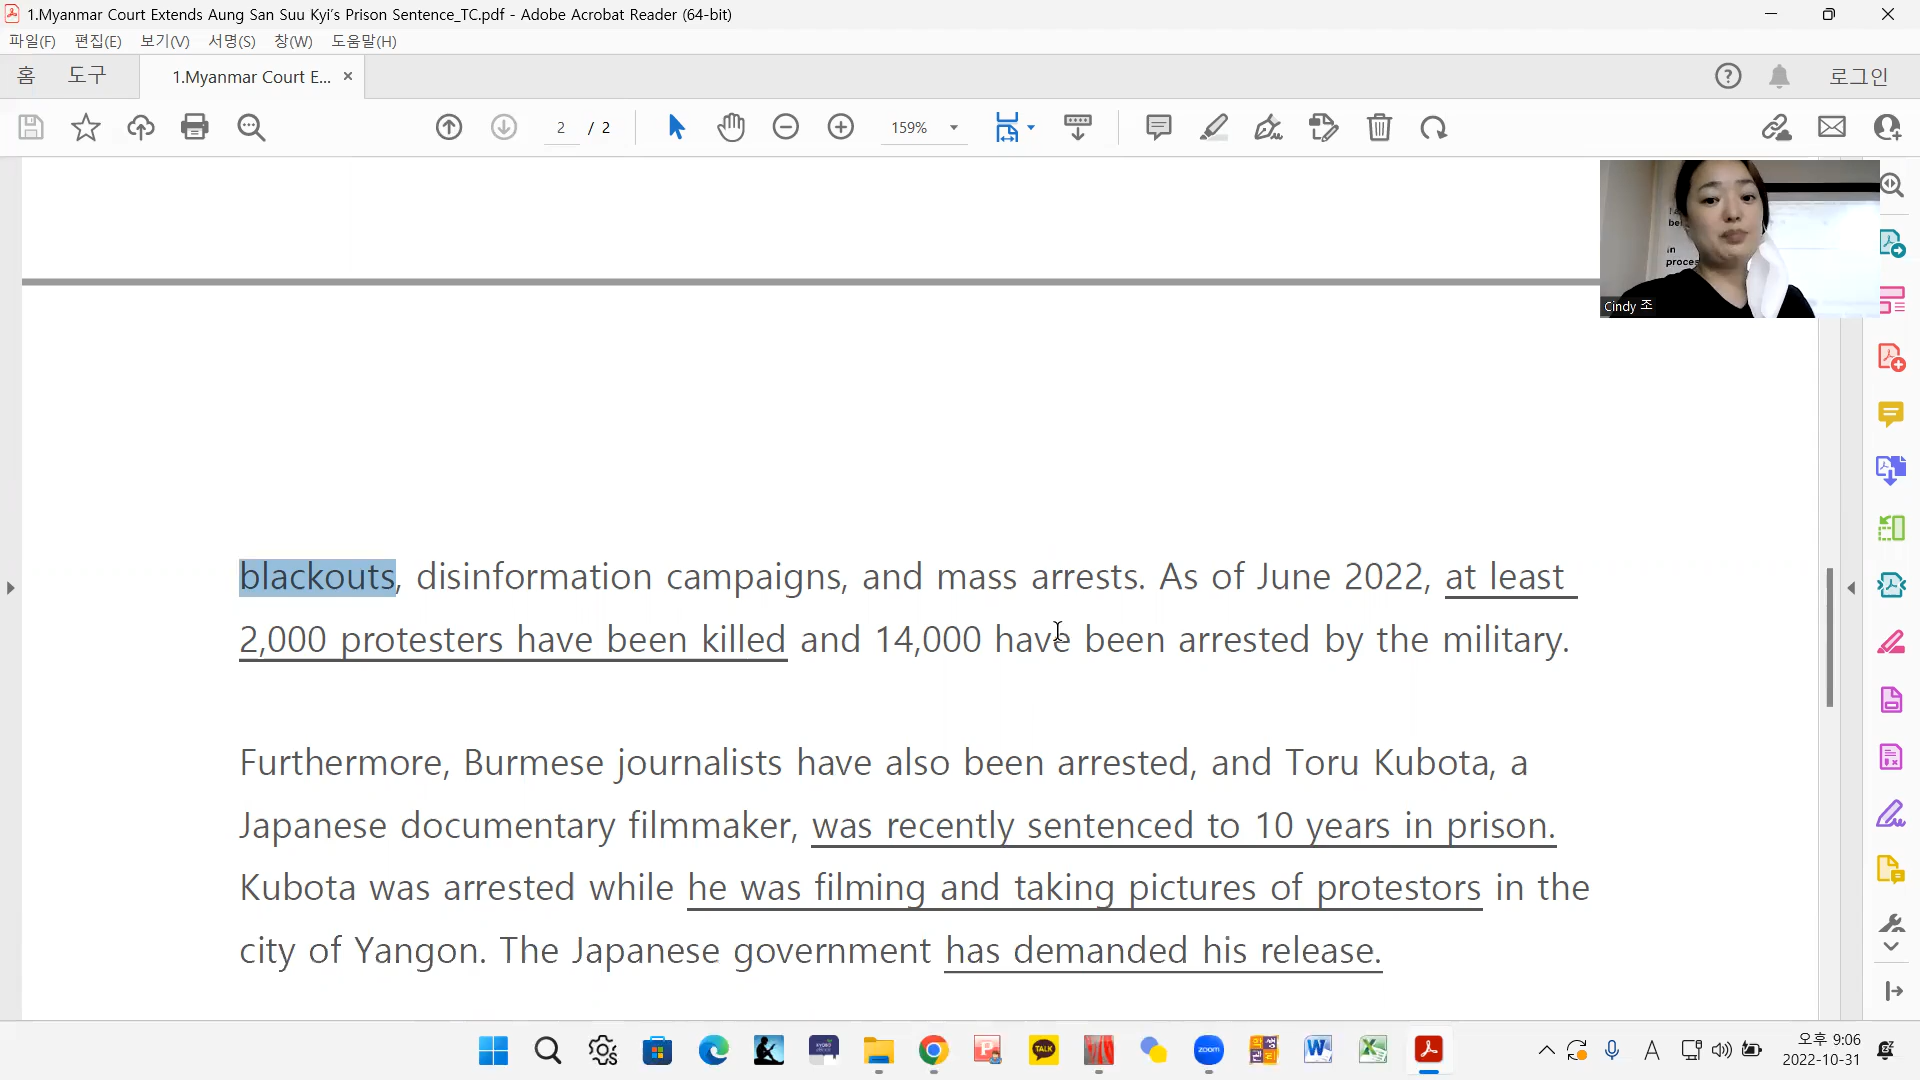 1.Myanmar Court Extends Aung San Suu Kyi's Prison Sentence_TC.pdf - Adobe Acrobat Reader (64-bit)
파일(F) 편집(E) 보기(V) 서명(S) 창(W) 도움말(H)
홈 도구 1.Myanmar Court E... × 로그인
2 / 2 159%
in
proces
Cindy 조
blackouts, disinformation campaigns, and mass arrests. As of June 2022, at least
2,000 protesters have been killed and 14,000 have been arrested by the military.
Furthermore, Burmese journalists have also been arrested, and Toru Kubota, a
Japanese documentary filmmaker, was recently sentenced to 10 years in prison.
Kubota was arrested while he was filming and taking pictures of protestors in the
city of Yangon. The Japanese government has demanded his release.
TALK zoom A 오후 9:06
2022-10-31